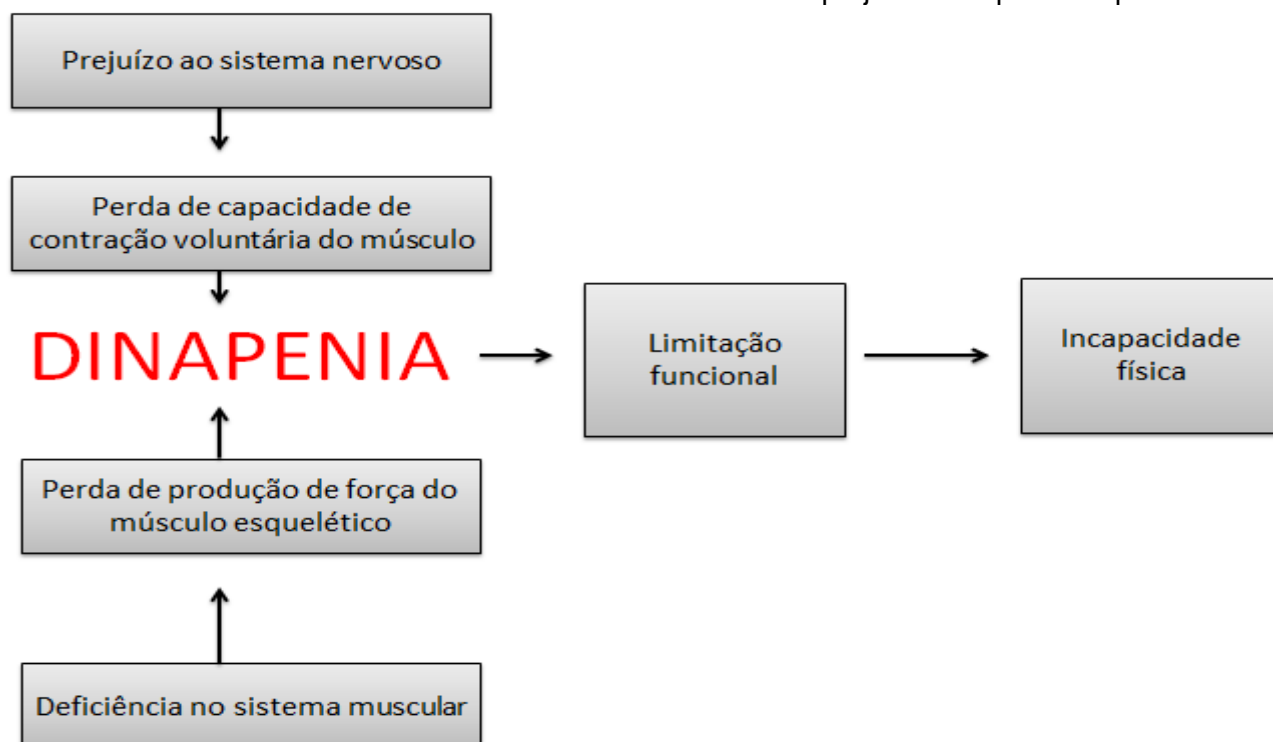 Prejuízo ao sistema nervoso
Perda de capacidade de
contração voluntária do músculo
DINAPENIA
Limitação
funcional
Incapacidade
física
Perda de produção de força do
músculo esquelético
Deficiência no sistema muscular